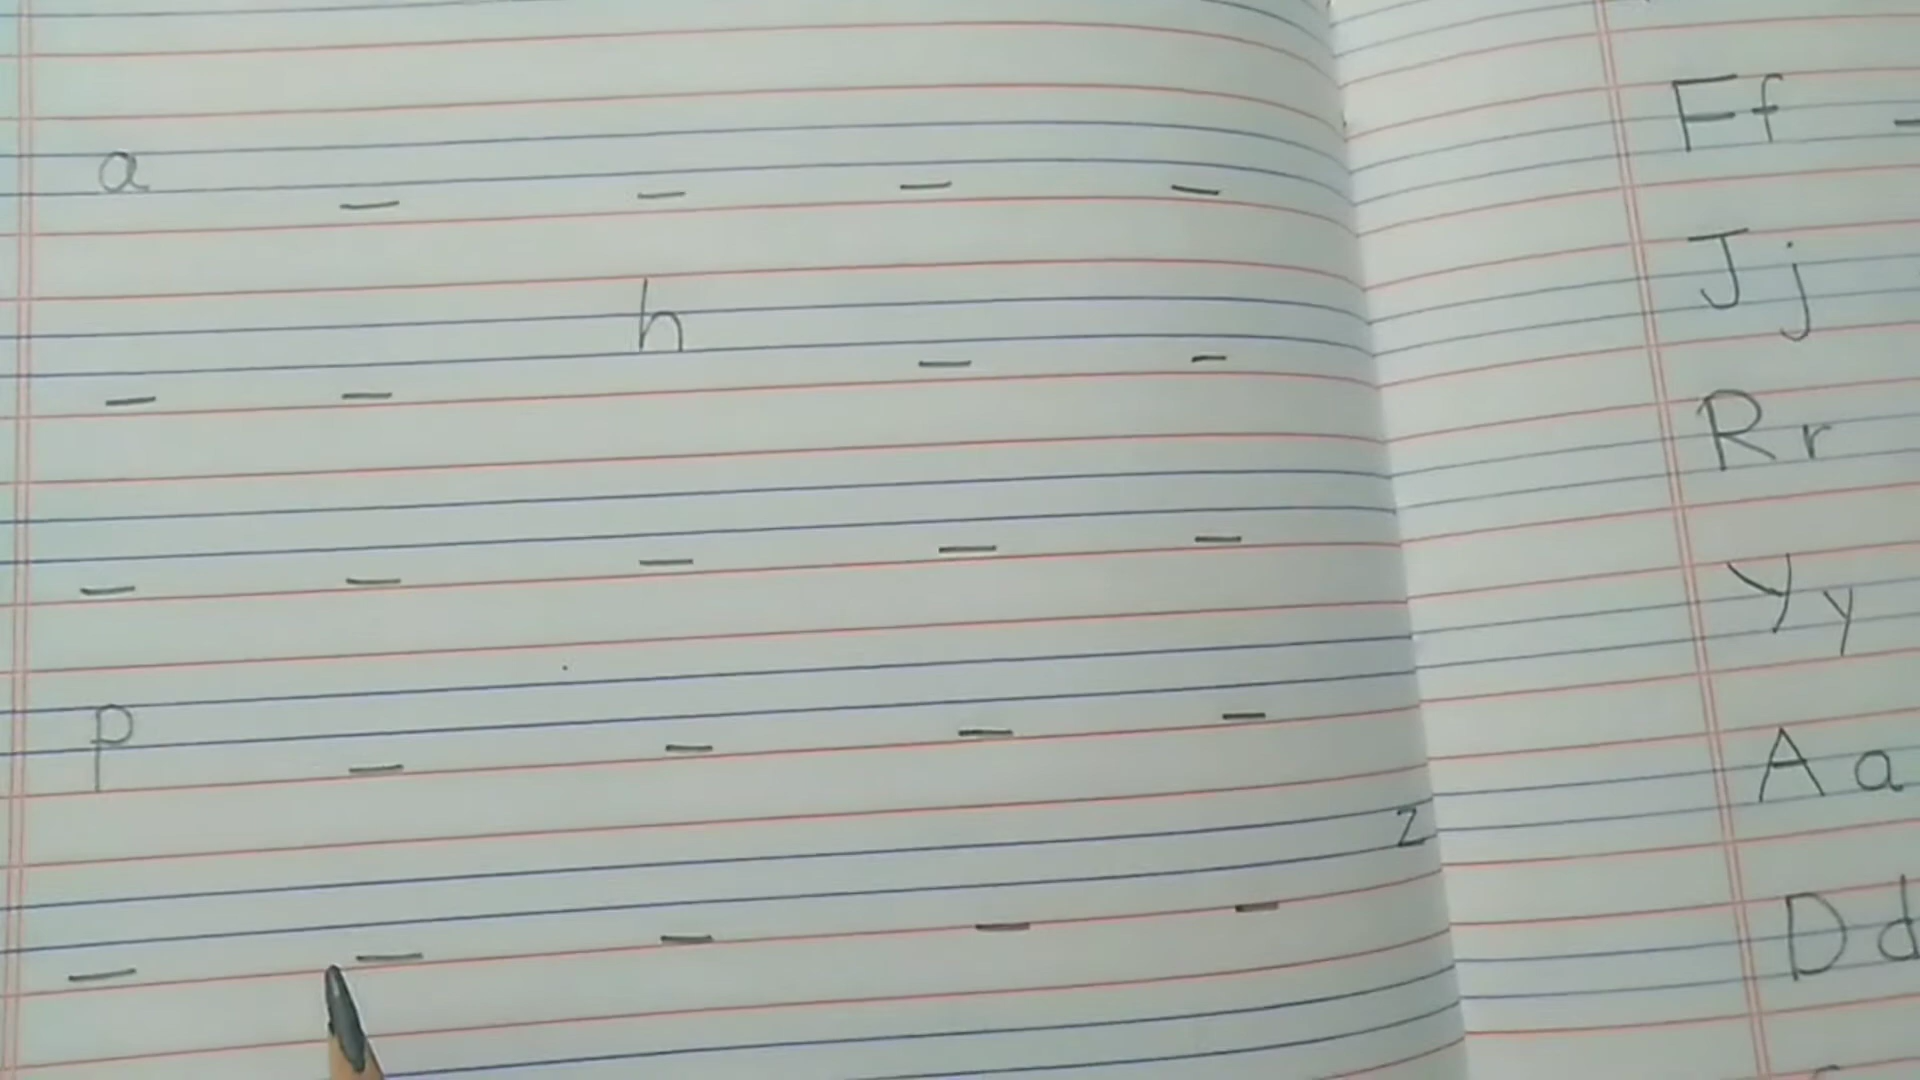 a _ _ _ _
_ _ h _ _
_ _ _ _ _
p _ _ _ _
_ _ _ _ _ z
Ff _
Jj
Rr
Yy
Aa
Dd